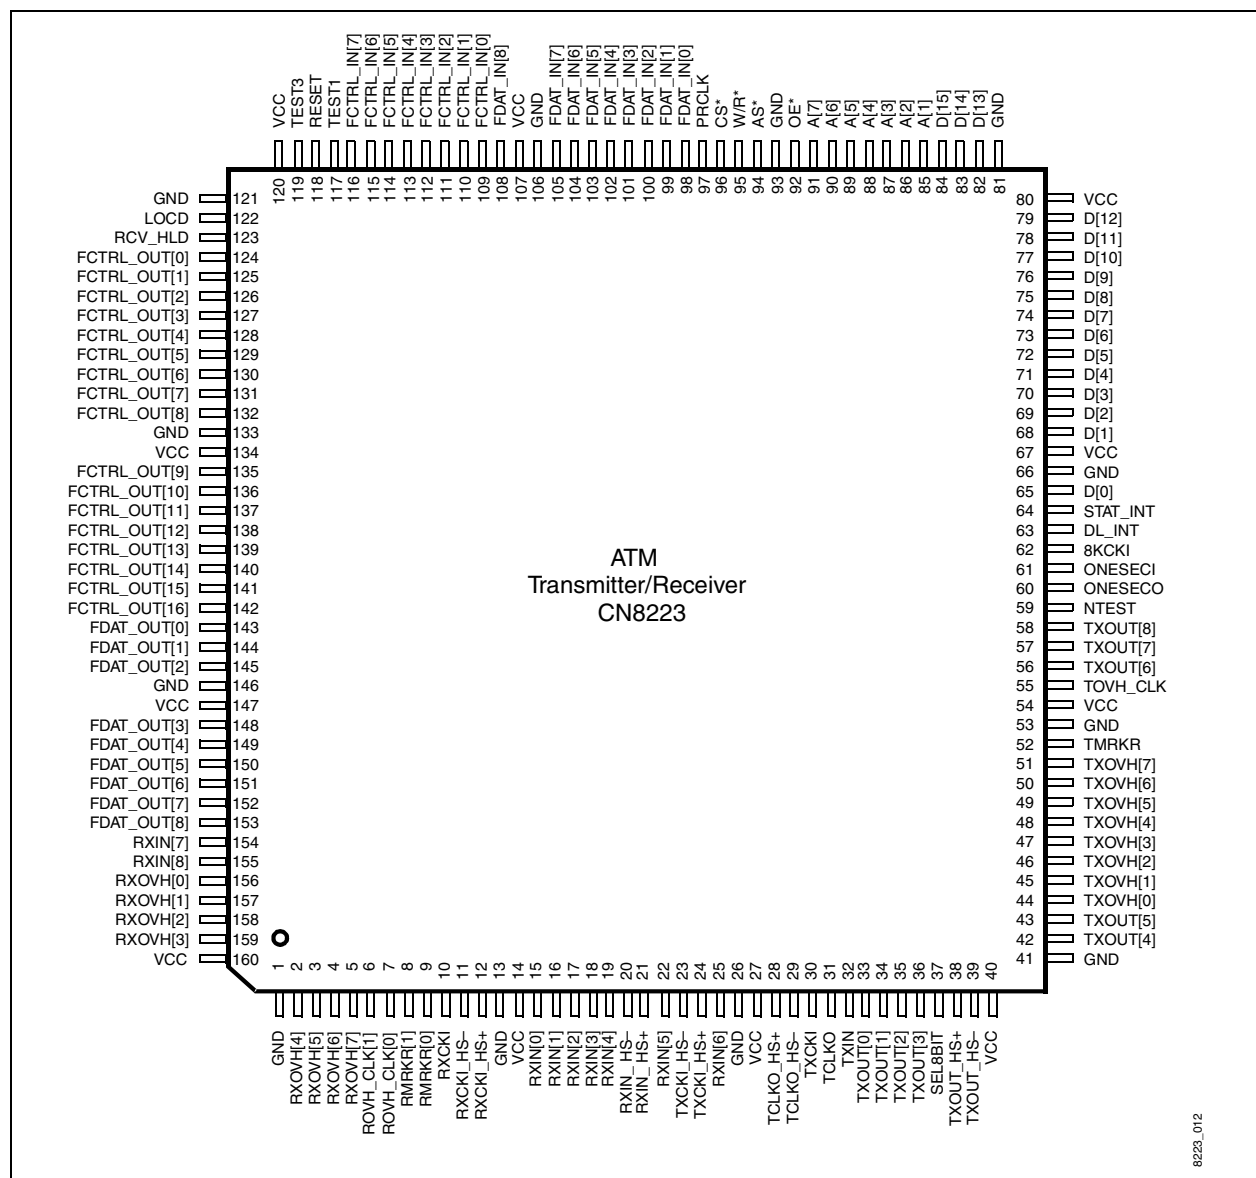 VCC
TEST3
RESET
TEST1
FCTRL_IN[7]
FCTRL_IN[6]
FCTRL_IN[5]
FCTRL_IN[4]
FCTRL_IN[3]
FCTRL_IN[2]
FCTRL_IN[1]
FCTRL_IN[0]
FDAT_IN[8]
VCC
GND
FDAT_IN[7]
FDAT_IN[6]
FDAT_IN[5]
FDAT_IN[4]
FDAT_IN[3]
FDAT_IN[2]
FDAT_IN[1]
FDAT_IN[0]
PRCLK
CS*
W/R*
AS*
GND
OE*
A[7]
A[6]
A[5]
A[4]
A[3]
A[2]
A[1]
D[15]
D[14]
D[13]
GND
120
119
118
117
116
115
114
113
112
111
110
109
108
107
106
105
104
103
102
101
100
99
98
97
96
95
94
93
92
91
90
89
88
87
86
85
84
83
82
81
GND 121
LOCD 122
RCV_HLD 123
FCTRL_OUT[0] 124
FCTRL_OUT[1] 125
FCTRL_OUT[2] 126
FCTRL_OUT[3] 127
FCTRL_OUT[4] 128
FCTRL_OUT[5] 129
FCTRL_OUT[6] 130
FCTRL_OUT[7] 131
FCTRL_OUT[8] 132
GND 133
VCC 134
FCTRL_OUT[9] 135
FCTRL_OUT[10] 136
FCTRL_OUT[11] 137
FCTRL_OUT[12] 138
FCTRL_OUT[13] 139
FCTRL_OUT[14] 140
FCTRL_OUT[15] 141
FCTRL_OUT[16] 142
FDAT_OUT[0] 143
FDAT_OUT[1] 144
FDAT_OUT[2] 145
GND 146
VCC 147
FDAT_OUT[3] 148
FDAT_OUT[4] 149
FDAT_OUT[5] 150
FDAT_OUT[6] 151
FDAT_OUT[7] 152
FDAT_OUT[8] 153
RXIN[7] 154
RXIN[8] 155
RXOVH[0] 156
RXOVH[1] 157
RXOVH[2] 158
RXOVH[3] 159
VCC 160
ATM
Transmitter/Receiver
CN8223
80 VCC
79 D[12]
78 D[11]
77 D[10]
76 D[9]
75 D[8]
74 D[7]
73 D[6]
72 D[5]
71 D[4]
70 D[3]
69 D[2]
68 D[1]
67 VCC
66 GND
65 D[0]
64 STAT_INT
63 DL_INT
62 8KCKI
61 ONESECI
60 ONESECO
59 NTEST
58 TXOUT[8]
57 TXOUT[7]
56 TXOUT[6]
55 TOVH_CLK
54 VCC
53 GND
52 TMRKR
51 TXOVH[7]
50 TXOVH[6]
49 TXOVH[5]
48 TXOVH[4]
47 TXOVH[3]
46 TXOVH[2]
45 TXOVH[1]
44 TXOVH[0]
43 TXOUT[5]
42 TXOUT[4]
41 GND
1
2
3
4
5
6
7
8
9
10
11
12
13
14
15
16
17
18
19
20
21
22
23
24
25
26
27
28
29
30
31
32
33
34
35
36
37
38
39
40
GND
RXOVH[4]
RXOVH[5]
RXOVH[6]
RXOVH[7]
ROVH_CLK[1]
ROVH_CLK[0]
RMRKR[1]
RMRKR[0]
RXCKI
RXCKI_HS–
RXCKI_HS+
GND
VCC
RXIN[0]
RXIN[1]
RXIN[2]
RXIN[3]
RXIN[4]
RXIN_HS–
RXIN_HS+
RXIN[5]
TXCKI_HS–
TXCKI_HS+
RXIN[6]
GND
VCC
TCLKO_HS+
TCLKO_HS–
TXCKI
TCLKO
TXIN
TXOUT[0]
TXOUT[1]
TXOUT[2]
TXOUT[3]
SEL8BIT
TXOUT_HS+
TXOUT_HS–
VCC
8223_012